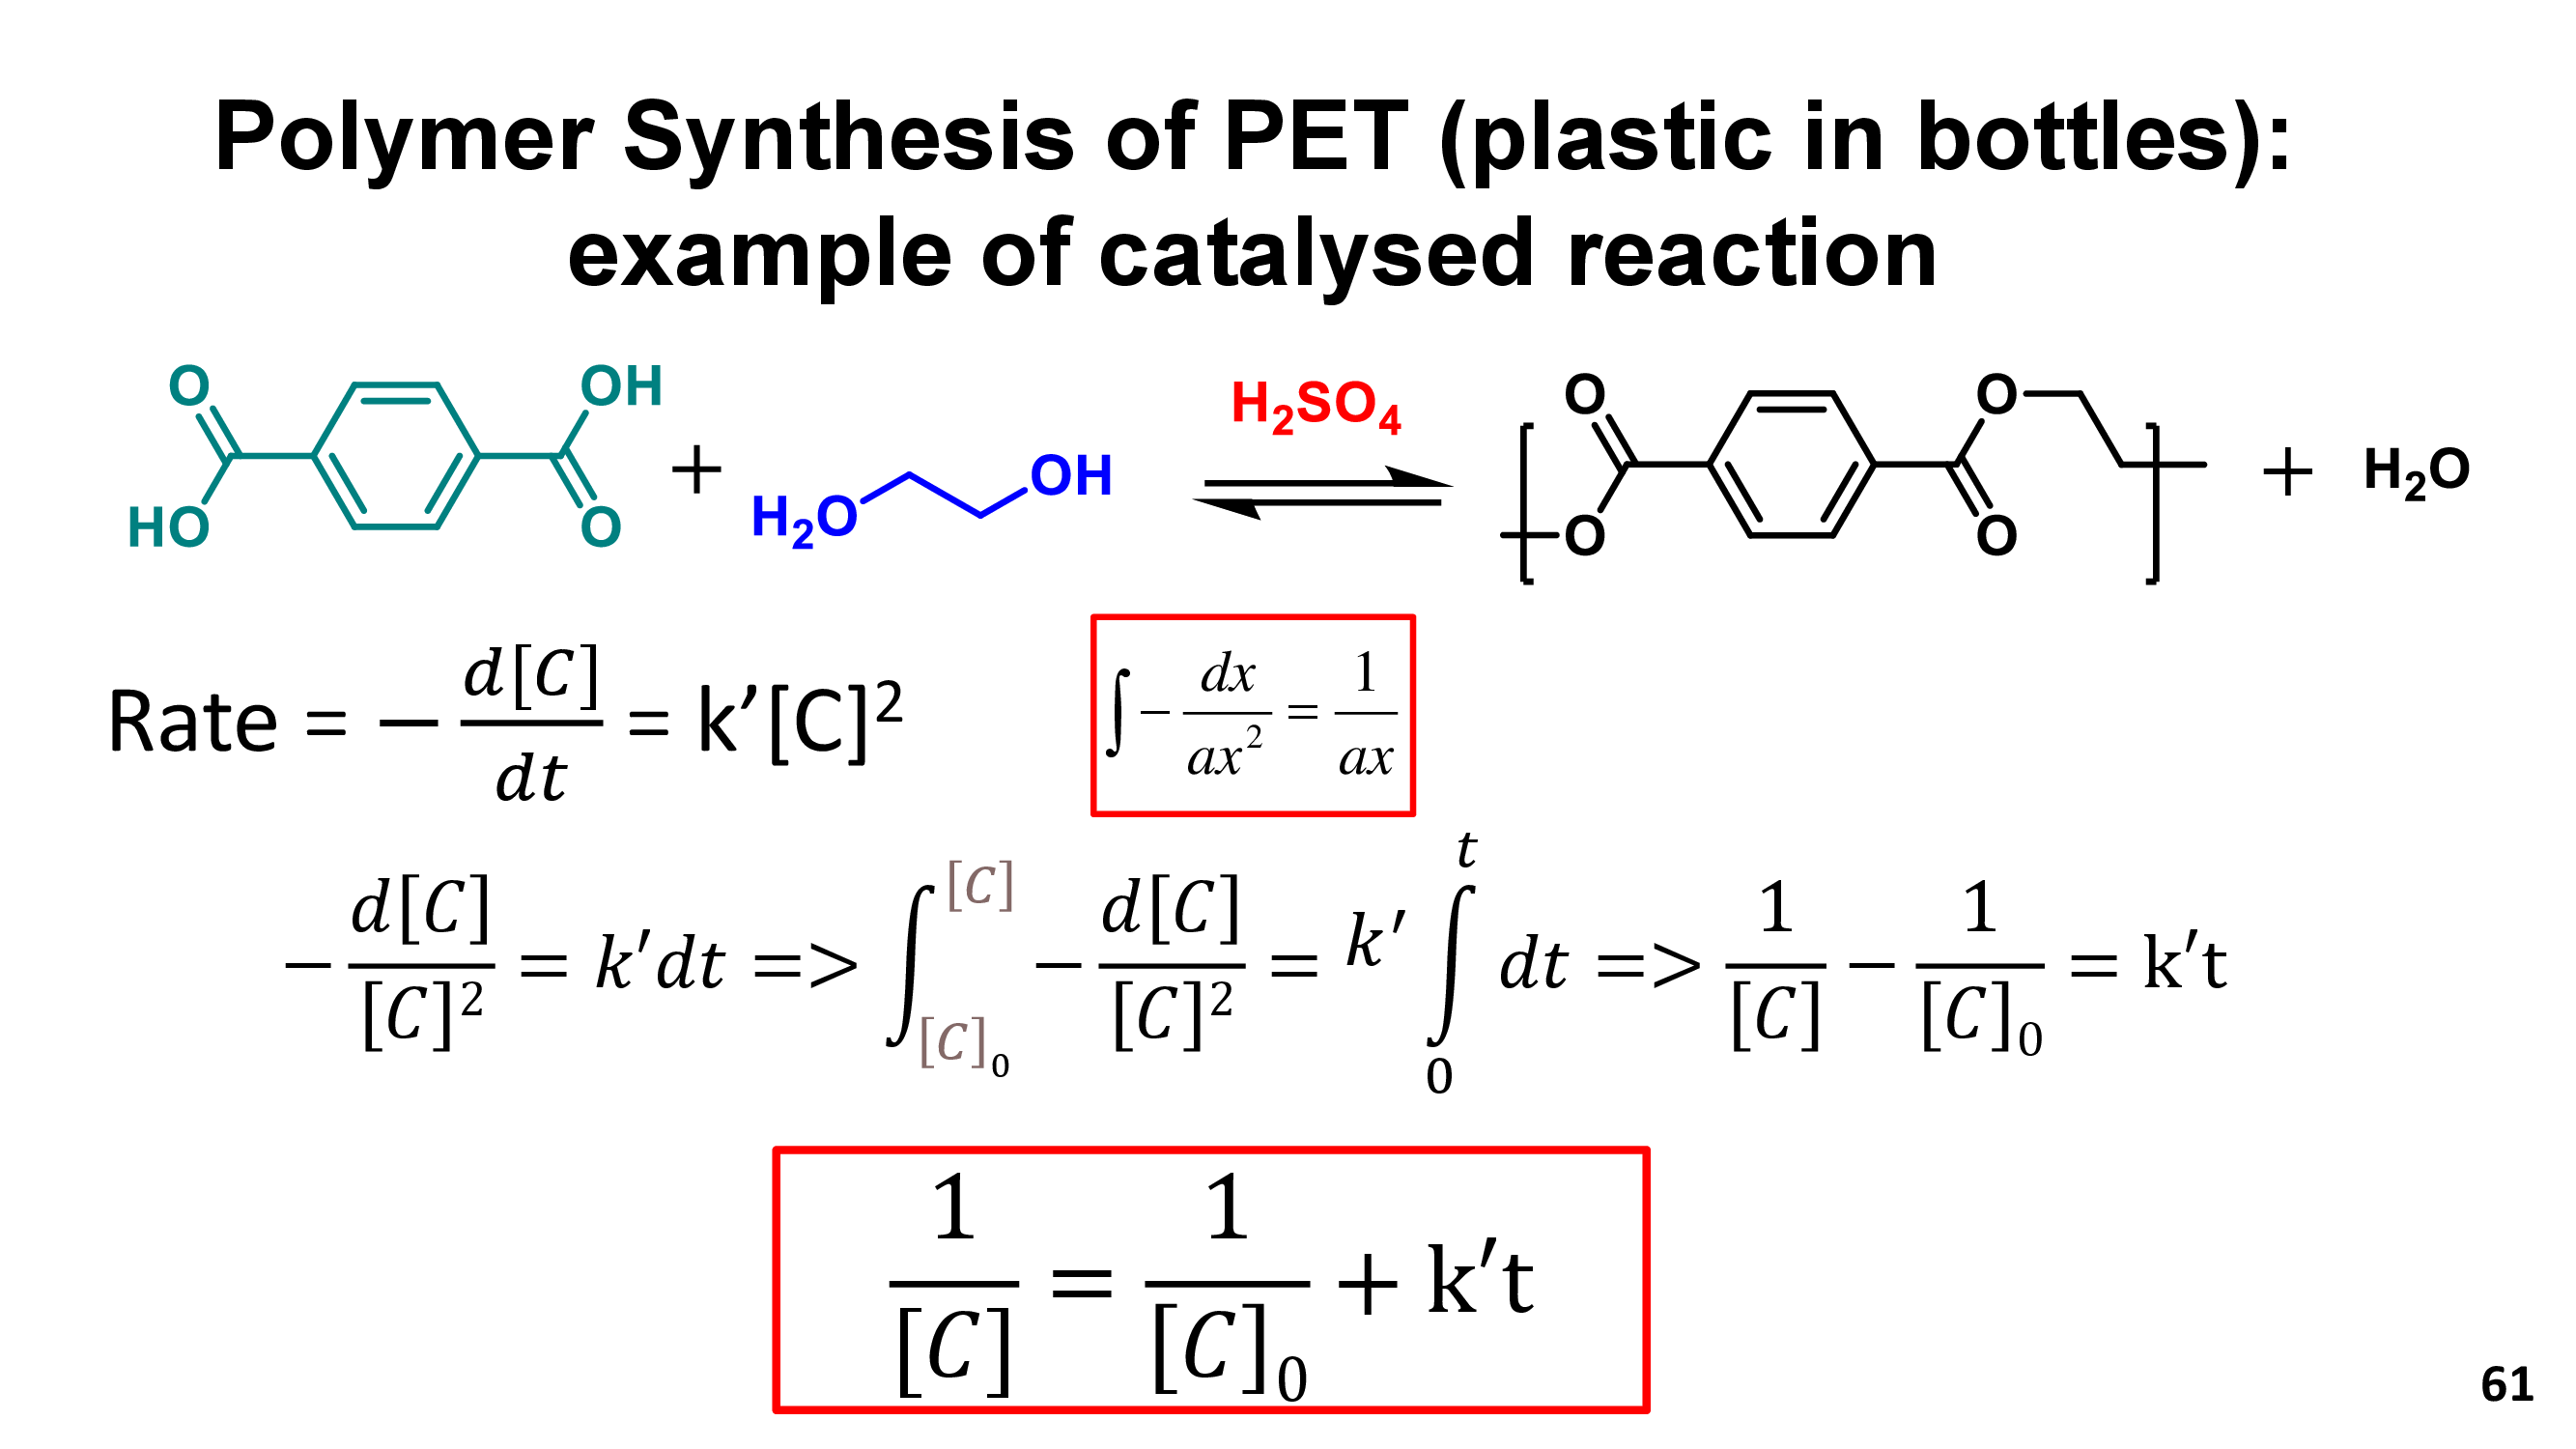 Polymer Synthesis of PET (plastic in bottles):
example of catalysed reaction
O OH HO O + H₂O OH H₂SO₄ O O O O + H₂O
Rate = − d[C]/dt = k′[C]²
∫ − dx/ax² = 1/ax
− d[C]/[C]² = k′dt => ∫_[C]₀^[C] − d[C]/[C]² = k′ ∫_0^t dt => 1/[C] − 1/[C]₀ = k′t
1/[C] = 1/[C]₀ + k′t
61